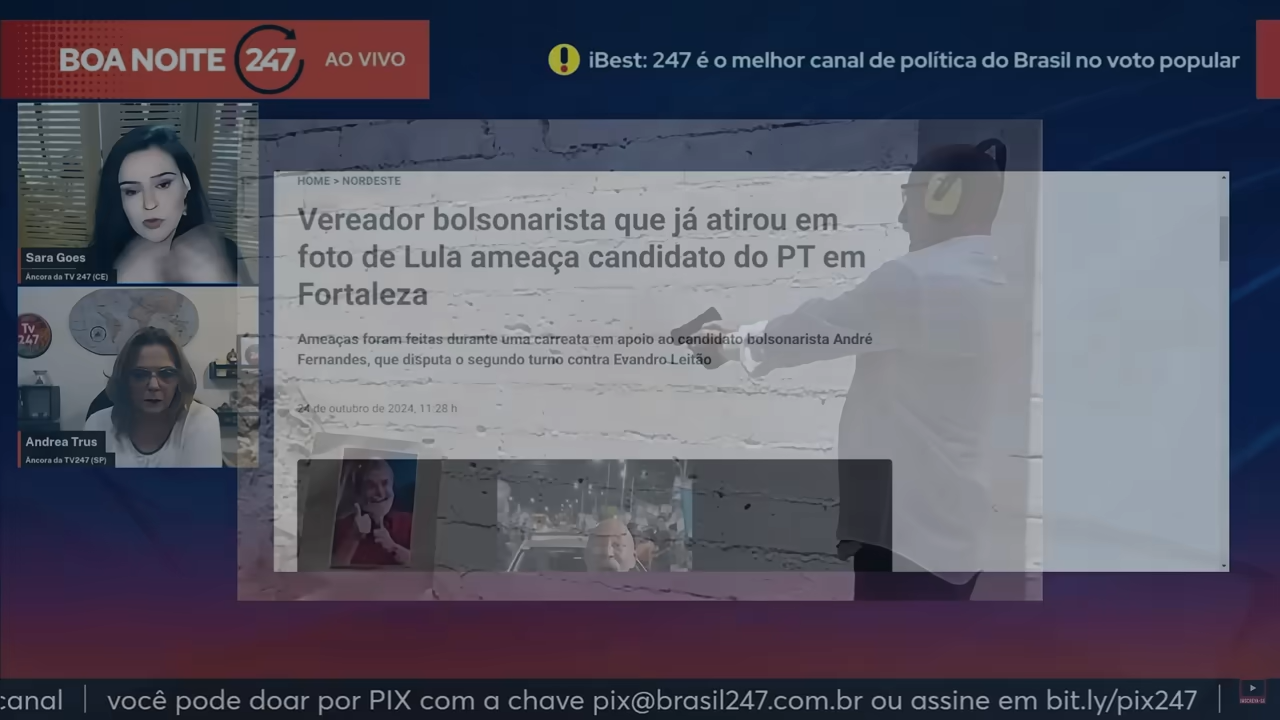 BOA NOITE 247 AO VIVO
iBest: 247 é o melhor canal de política do Brasil no voto popular
Sara Goes
Âncora da TV 247 (CE)
Tv
247
Andrea Trus
Âncora da TV247 (SP)
HOME > NORDESTE
Vereador bolsonarista que já atirou em
foto de Lula ameaça candidato do PT em
Fortaleza
Ameaças foram feitas durante uma carreata em apoio ao candidato bolsonarista André
Fernandes, que disputa o segundo turno contra Evandro Leitão
24 de outubro de 2024, 11:28 h
canal | você pode doar por PIX com a chave pix@brasil247.com.br ou assine em bit.ly/pix247 |
INSCREVA-SE